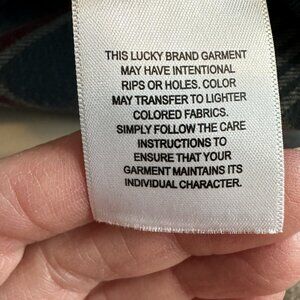 THIS LUCKY BRAND GARMENT
MAY HAVE INTENTIONAL
RIPS OR HOLES. COLOR
MAY TRANSFER TO LIGHTER
COLORED FABRICS.
SIMPLY FOLLOW THE CARE
INSTRUCTIONS TO
ENSURE THAT YOUR
GARMENT MAINTAINS ITS
INDIVIDUAL CHARACTER.